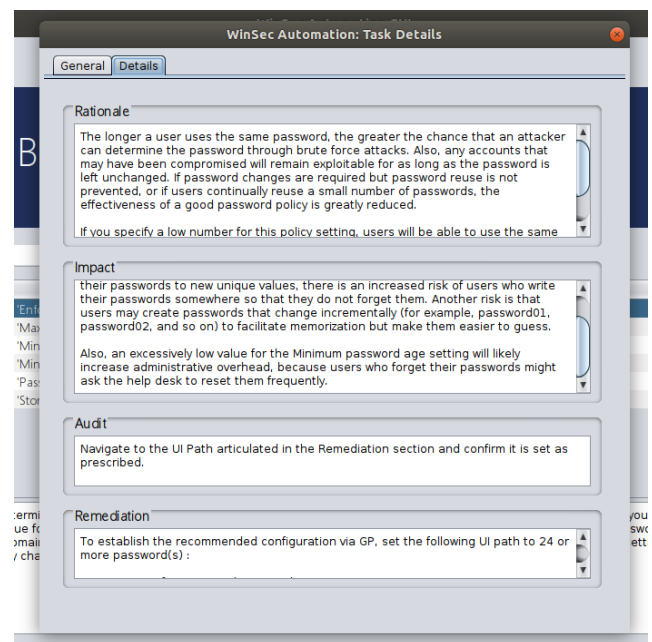 WinSec Automation: Task Details
General Details
Rationale
The longer a user uses the same password, the greater the chance that an attacker
can determine the password through brute force attacks. Also, any accounts that
may have been compromised will remain exploitable for as long as the password is
left unchanged. If password changes are required but password reuse is not
prevented, or if users continually reuse a small number of passwords, the
effectiveness of a good password policy is greatly reduced.
If you specify a low number for this policy setting, users will be able to use the same
Impact
their passwords to new unique values, there is an increased risk of users who write
their passwords somewhere so that they do not forget them. Another risk is that
users may create passwords that change incrementally (for example, password01,
password02, and so on) to facilitate memorization but make them easier to guess.
Also, an excessively low value for the Minimum password age setting will likely
increase administrative overhead, because users who forget their passwords might
ask the help desk to reset them frequently.
Audit
Navigate to the UI Path articulated in the Remediation section and confirm it is set as
prescribed.
Remediation
To establish the recommended configuration via GP, set the following UI path to 24 or
more password(s) :
B
'Enf
'Max
'Min
'Min
'Pas
'Stor